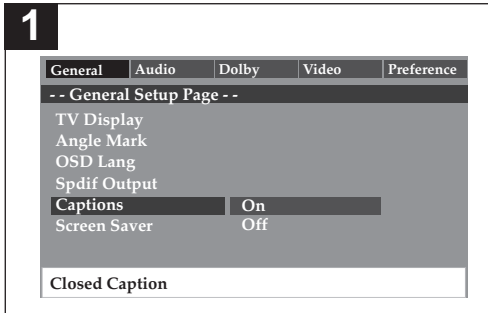 1
General Audio Dolby Video Preference
- - General Setup Page - -
TV Display
Angle Mark
OSD Lang
Spdif Output
Captions On
Screen Saver Off
Closed Caption